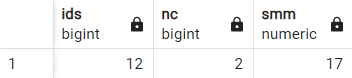 ids nc smm
bigint bigint numeric
1 12 2 17